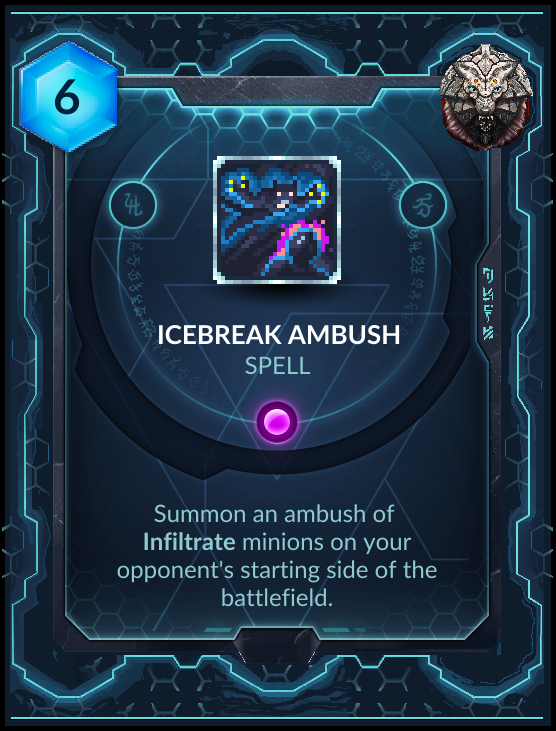 6
ICEBREAK AMBUSH
SPELL
Summon an ambush of
Infiltrate minions on your
opponent's starting side of the
battlefield.